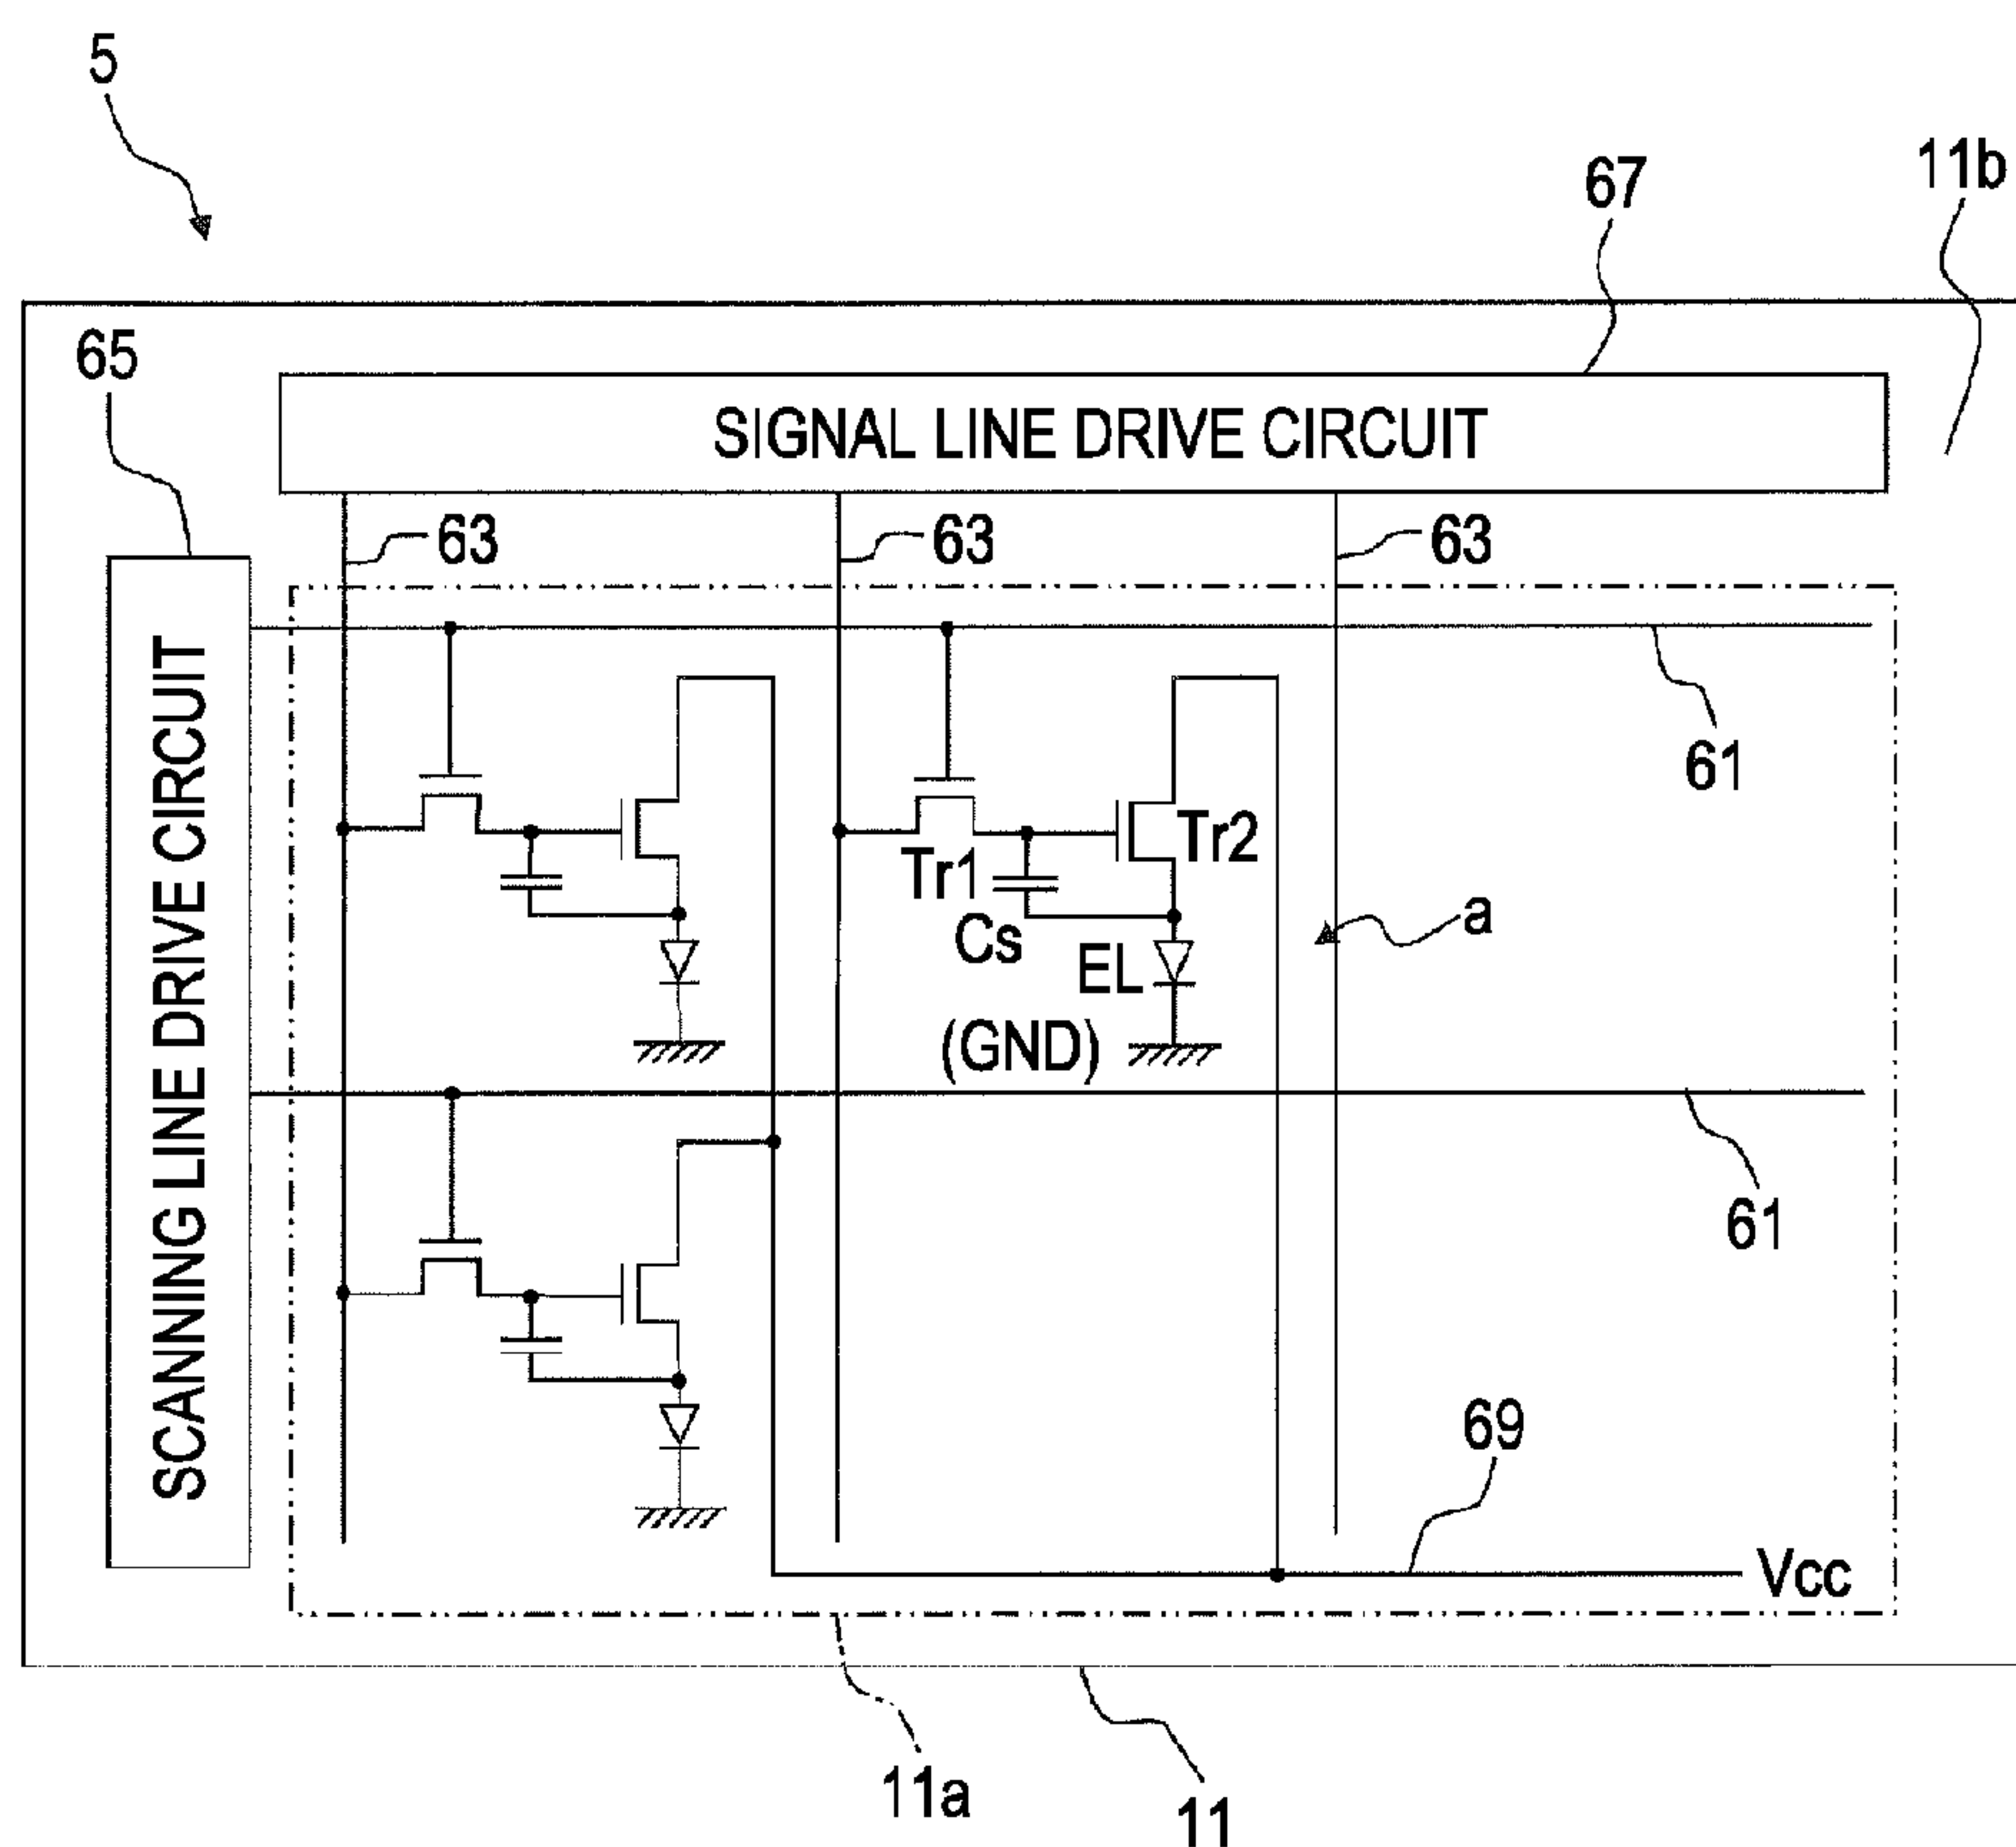 5
67
11b
65
SIGNAL LINE DRIVE CIRCUIT
63
63
63
SCANNING LINE DRIVE CIRCUIT
61
Tr1
Tr2
Cs
a
EL
(GND)
61
69
Vcc
11a
11